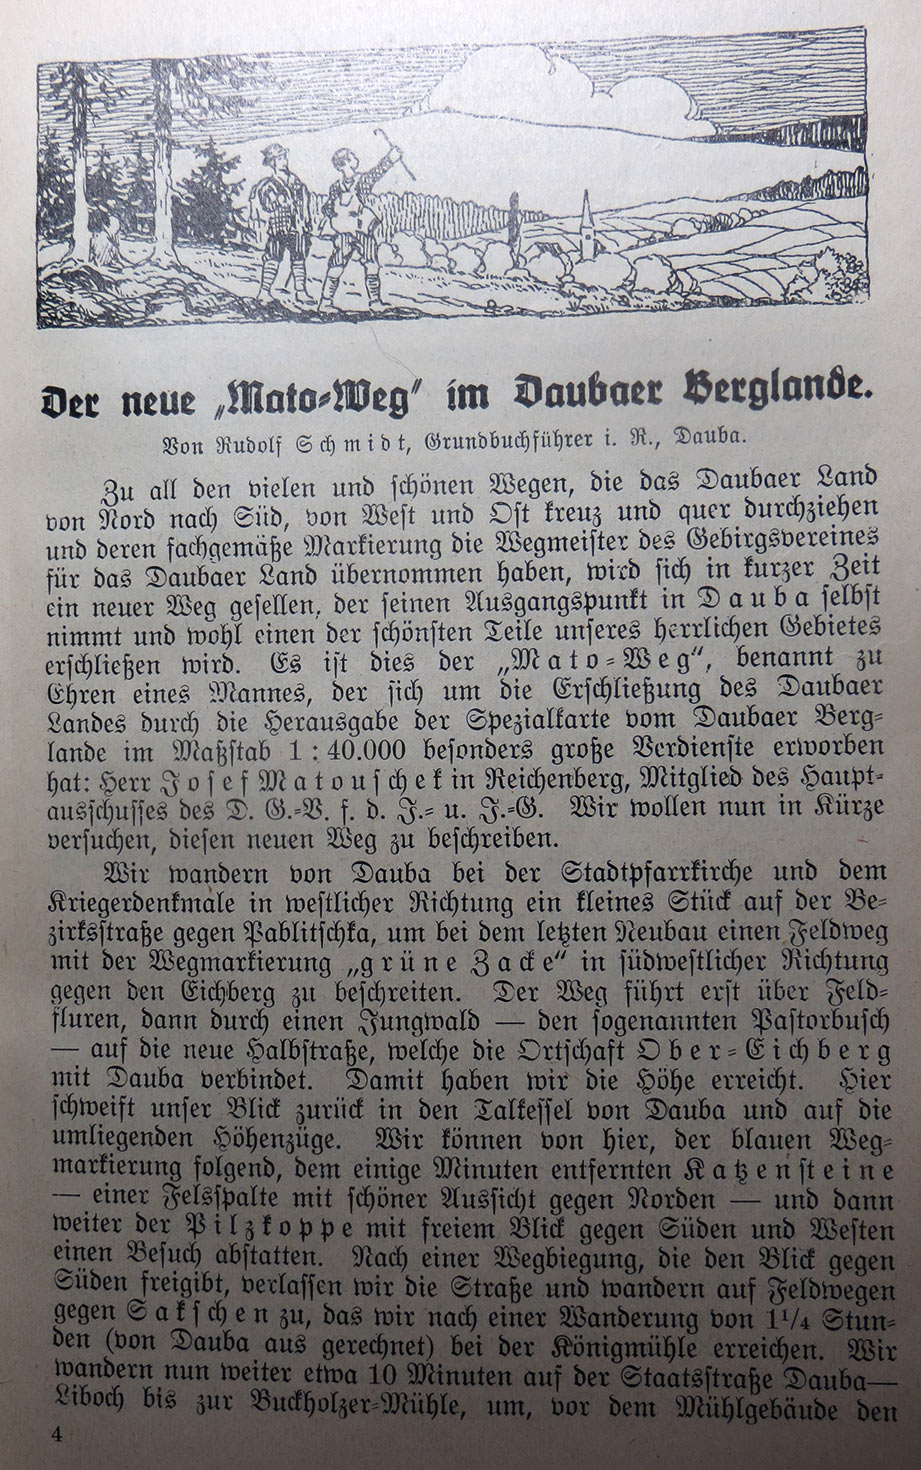 Der neue „Mato-Weg“ im Daubaer Berglande.
Von Rudolf Schmidt, Grundbuchführer i. R., Dauba.
Zu all den vielen und schönen Wegen, die das Daubaer Land
von Nord nach Süd, von West und Ost kreuz und quer durchziehen
und deren fachgemäße Markierung die Wegmeister des Gebirgsvereines
für das Daubaer Land übernommen haben, wird sich in kurzer Zeit
ein neuer Weg gesellen, der seinen Ausgangspunkt in Dauba selbst
nimmt und wohl einen der schönsten Teile unseres herrlichen Gebietes
erschließen wird. Es ist dies der „Mato-Weg“, benannt zu
Ehren eines Mannes, der sich um die Erschließung des Daubaer
Landes durch die Herausgabe der Spezialkarte vom Daubaer Berg-
lande im Maßstab 1 : 40.000 besonders große Verdienste erworben
hat: Herr Josef Matouschek in Reichenberg, Mitglied des Haupt-
ausschusses des D. G.-V. f. d. J.- u. J.-G. Wir wollen nun in Kürze
versuchen, diesen neuen Weg zu beschreiben.
Wir wandern von Dauba bei der Stadtpfarrkirche und dem
Kriegerdenkmale in westlicher Richtung ein kleines Stück auf der Be-
zirksstraße gegen Pablitschka, um bei dem letzten Neubau einen Feldweg
mit der Wegmarkierung „grüne Zacke“ in südwestlicher Richtung
gegen den Eichberg zu beschreiten. Der Weg führt erst über Feld-
fluren, dann durch einen Jungwald — den sogenannten Pastorbusch
— auf die neue Halbstraße, welche die Ortschaft Ober-Eichberg
mit Dauba verbindet. Damit haben wir die Höhe erreicht. Hier
schweift unser Blick zurück in den Talkessel von Dauba und auf die
umliegenden Höhenzüge. Wir können von hier, der blauen Weg-
markierung folgend, dem einige Minuten entfernten Katzensteine
— einer Felsspalte mit schöner Aussicht gegen Norden — und dann
weiter der Pilzkoppe mit freiem Blick gegen Süden und Westen
einen Besuch abstatten. Nach einer Wegbiegung, die den Blick gegen
Süden freigibt, verlassen wir die Straße und wandern auf Feldwegen
gegen Sakschen zu, das wir nach einer Wanderung von 1¼ Stun-
den (von Dauba aus gerechnet) bei der Königmühle erreichen. Wir
wandern nun weiter etwa 10 Minuten auf der Staatsstraße Dauba—
Liboch bis zur Buckholzer-Mühle, um, vor dem Mühlgebäude den
4